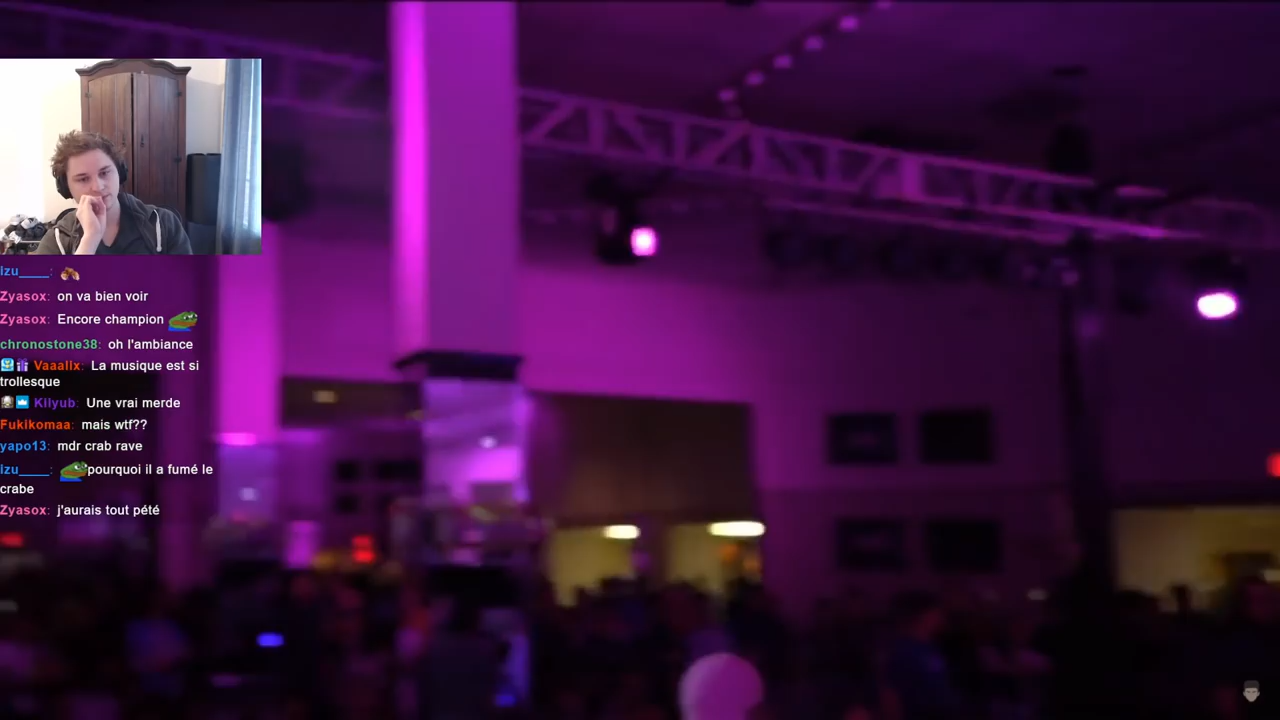 Izu____:
Zyasox: on va bien voir
Zyasox: Encore champion
chronostone38: oh l'ambiance
Vaaalix: La musique est si
trollesque
Kilyub: Une vrai merde
Fukikomaa: mais wtf??
yapo13: mdr crab rave
Izu____: pourquoi il a fumé le
crabe
Zyasox: j'aurais tout pété